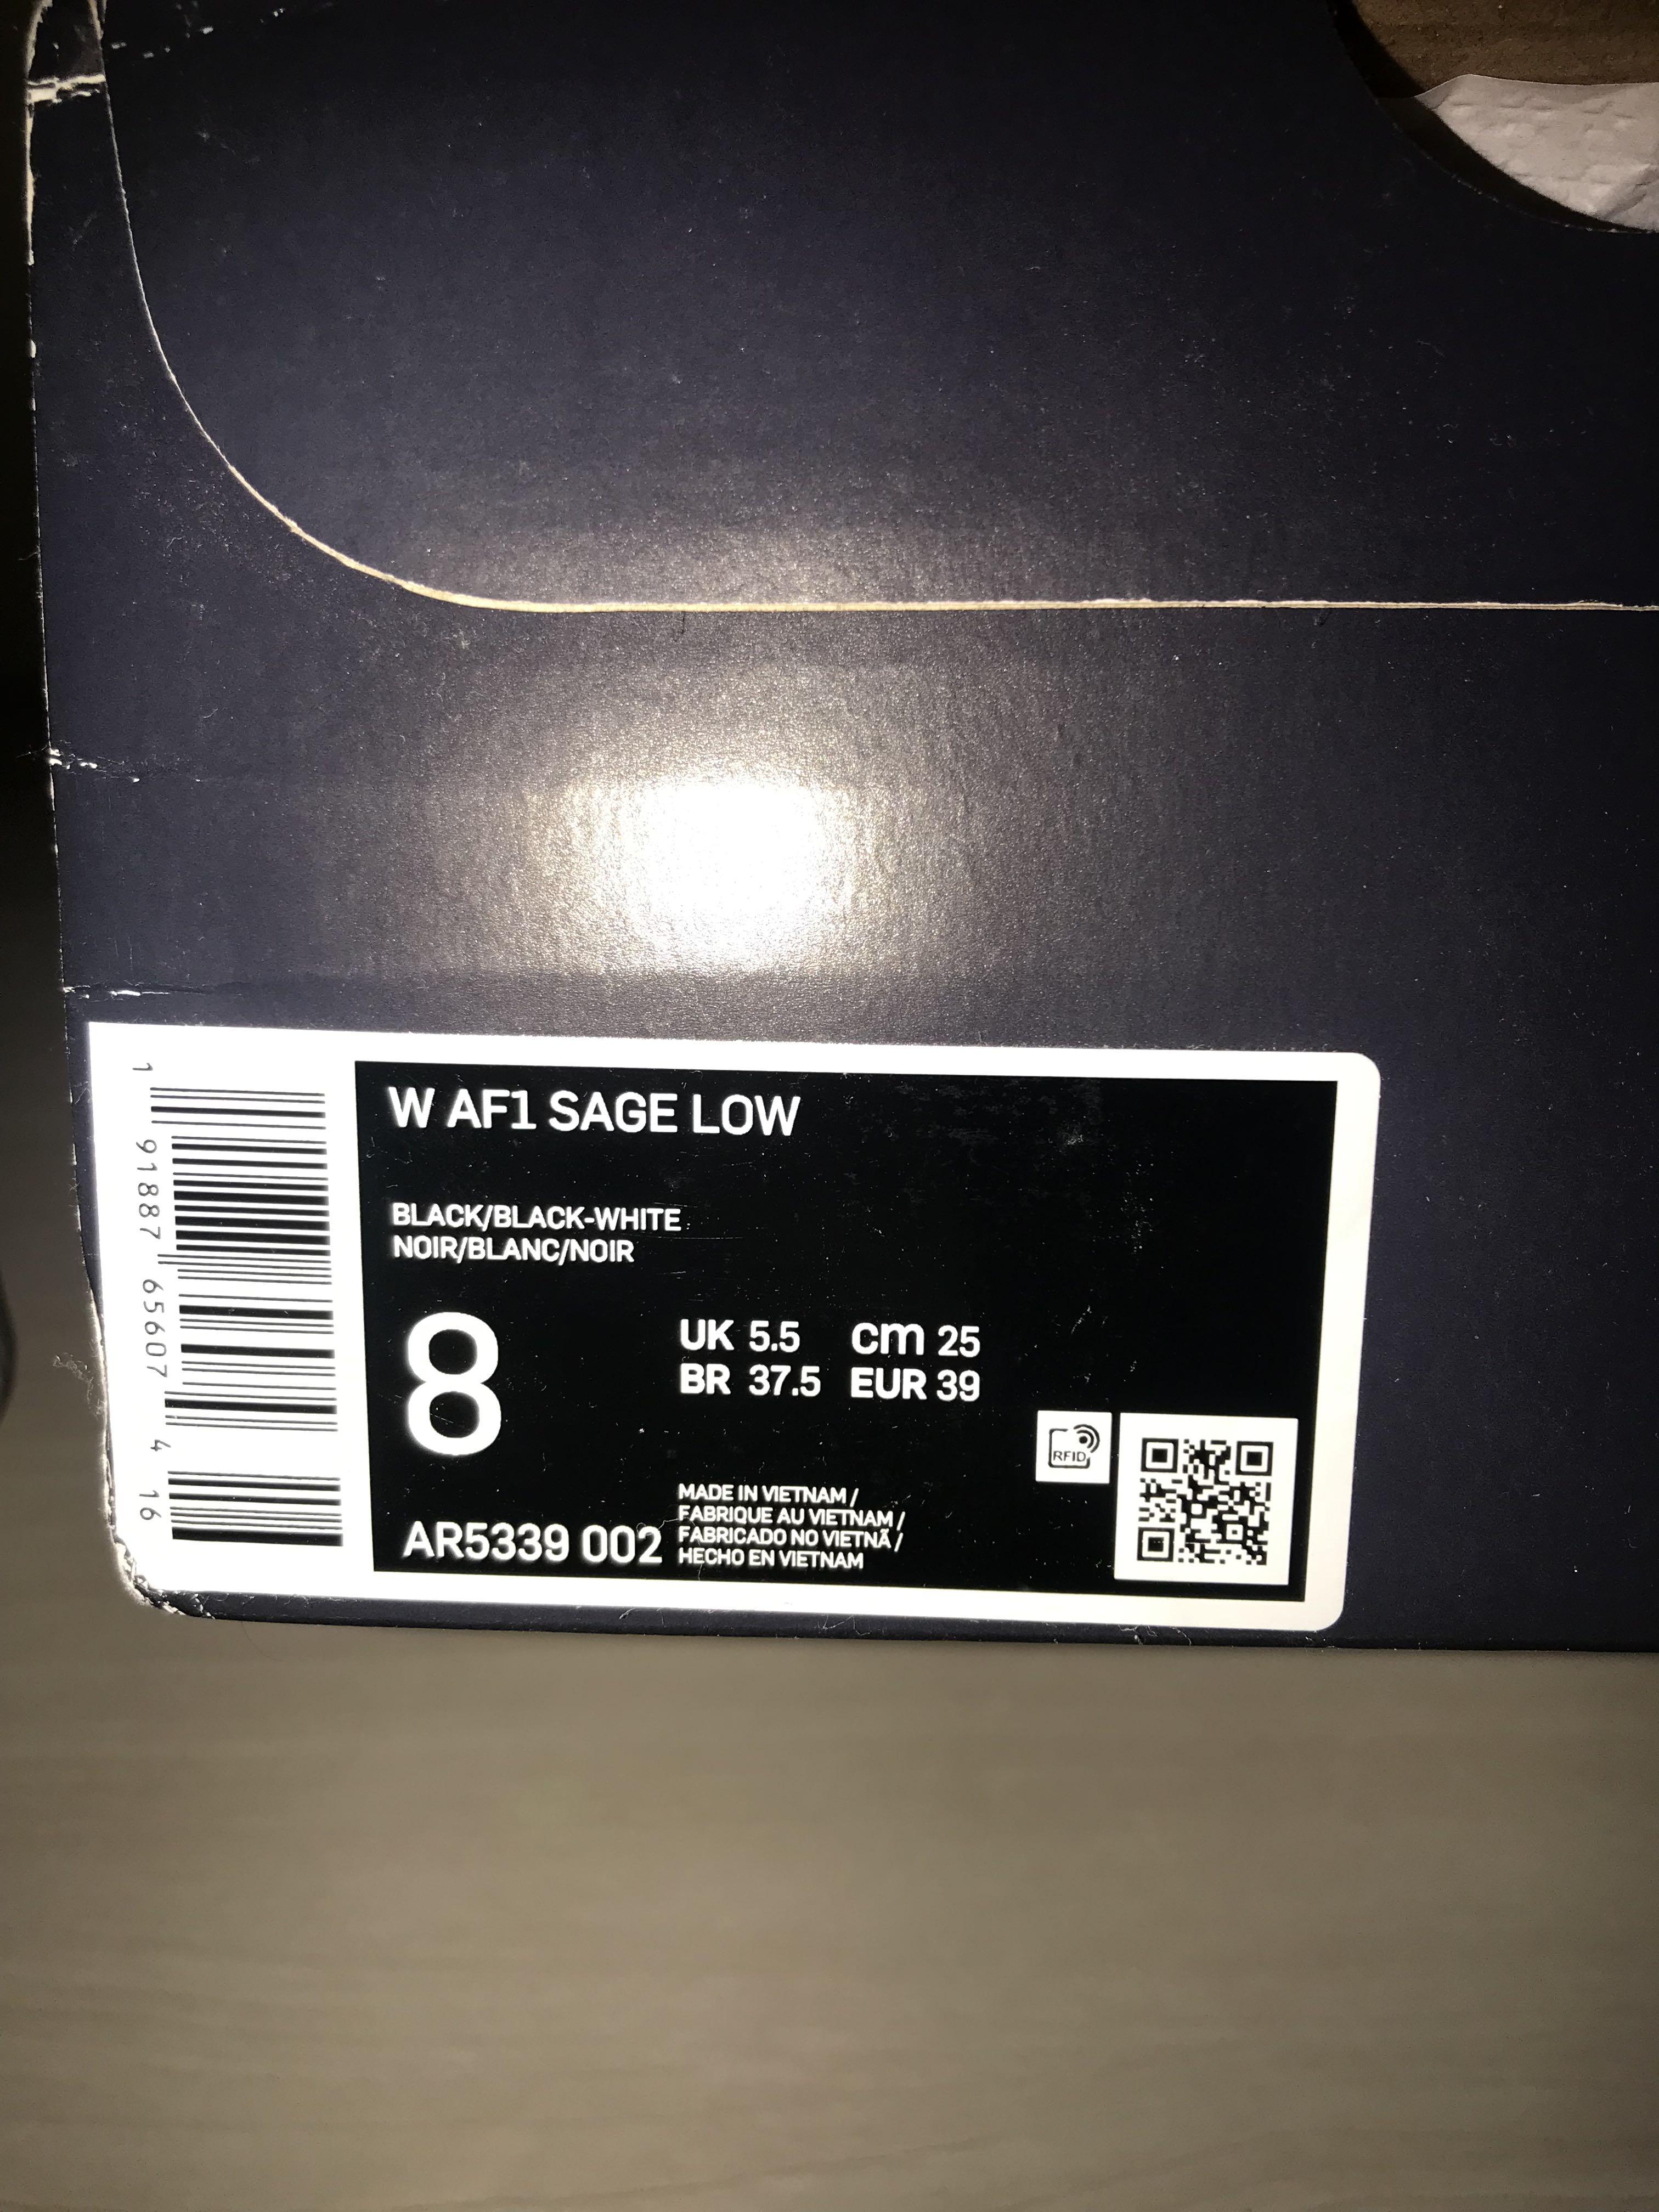 W AF1 SAGE LOW
BLACK/BLACK-WHITE
NOIR/BLANC/NOIR
8
UK 5.5 cm 25
BR 37.5 EUR 39
RFID
AR5339 002
MADE IN VIETNAM /
FABRIQUE AU VIETNAM /
FABRICADO NO VIETNÃ /
HECHO EN VIETNAM
1 91887 65607 4 16